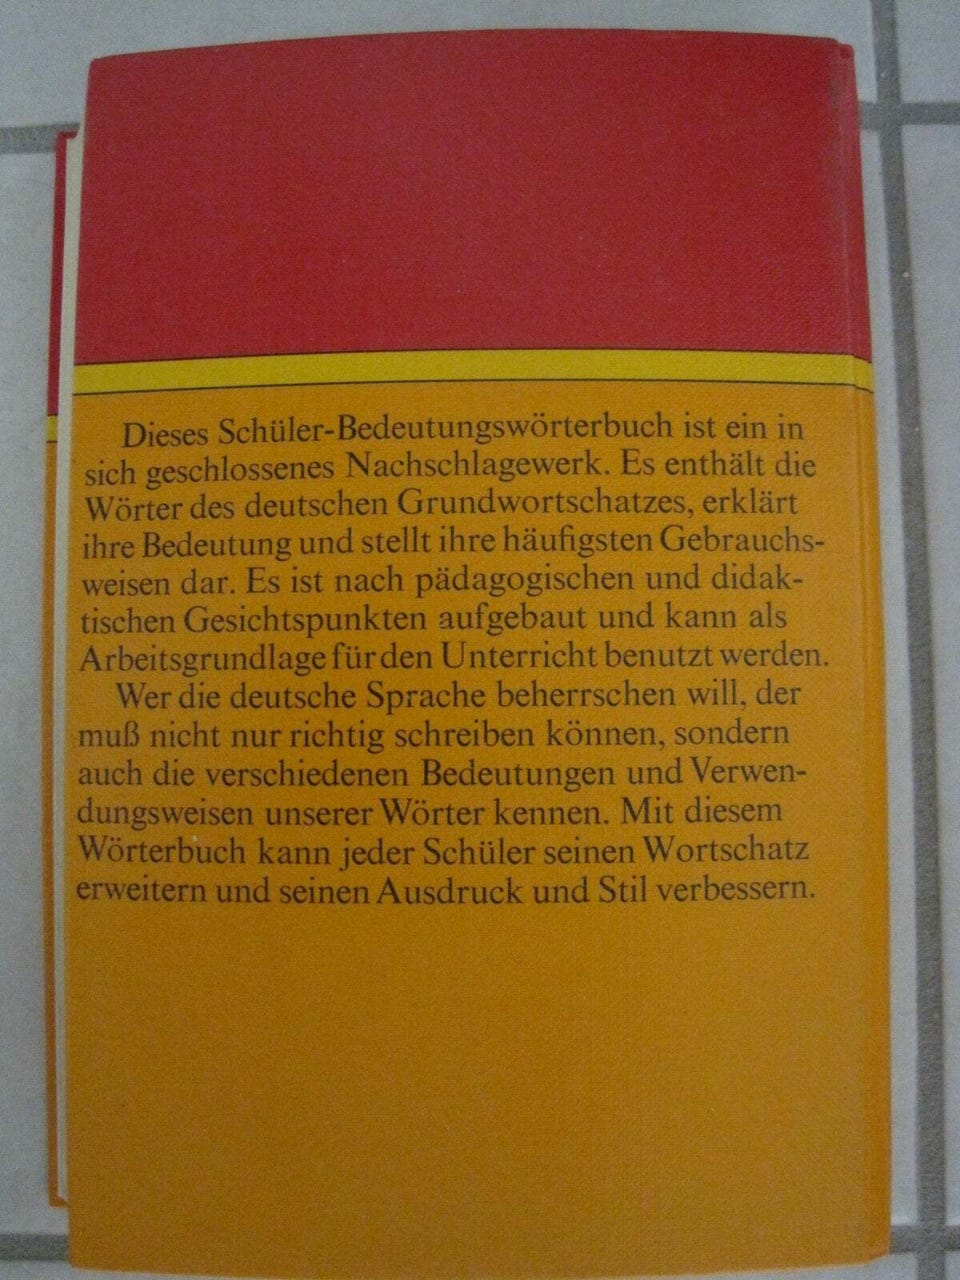 Dieses Schüler-Bedeutungswörterbuch ist ein in
sich geschlossenes Nachschlagewerk. Es enthält die
Wörter des deutschen Grundwortschatzes, erklärt
ihre Bedeutung und stellt ihre häufigsten Gebrauchs-
weisen dar. Es ist nach pädagogischen und didak-
tischen Gesichtspunkten aufgebaut und kann als
Arbeitsgrundlage für den Unterricht benutzt werden.
Wer die deutsche Sprache beherrschen will, der
muß nicht nur richtig schreiben können, sondern
auch die verschiedenen Bedeutungen und Verwen-
dungsweisen unserer Wörter kennen. Mit diesem
Wörterbuch kann jeder Schüler seinen Wortschatz
erweitern und seinen Ausdruck und Stil verbessern.